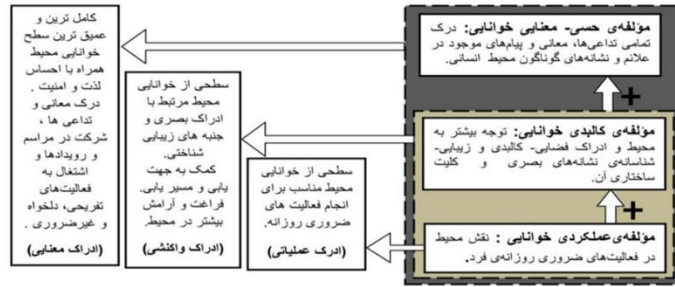 مؤلفه‌ی حسی- معنایی خوانایی: درک
تمامی تداعی‌ها، معانی و پیام‌های موجود در
علائم و نشانه‌های گوناگون محیط انسانی.
+
مؤلفه‌ی کالبدی خوانایی: توجه بیشتر به
محیط و ادراک فضایی- کالبدی و زیبایی-
شناسانه‌ی نشانه‌های بصری و کلیت
ساختاری آن.
+
مؤلفه‌ی عملکردی خوانایی : نقش محیط
در فعالیت‌های ضروری روزانه‌ی فرد.
سطحی از خوانایی
محیط مناسب برای
انجام فعالیت های
ضروری روزانه.
(ادرک عملیاتی)
سطحی از خوانایی
محیط مرتبط با
ادراک بصری و
جنبه های زیبایی
شناختی.
کمک به جهت
یابی و مسیر یابی.
فراغت و آرامش
بیشتر در محیط.
(ادراک واکنشی)
کامل ترین و
عمیق ترین سطح
خوانایی محیط
همراه با احساس
لذت و امنیت .
درک معانی و
تداعی ها ،
شرکت در مراسم
و رویدادها و
اشتغال به
فعالیت‌های
تفریحی، دلخواه
و غیرضروری .
(ادراک معنایی)